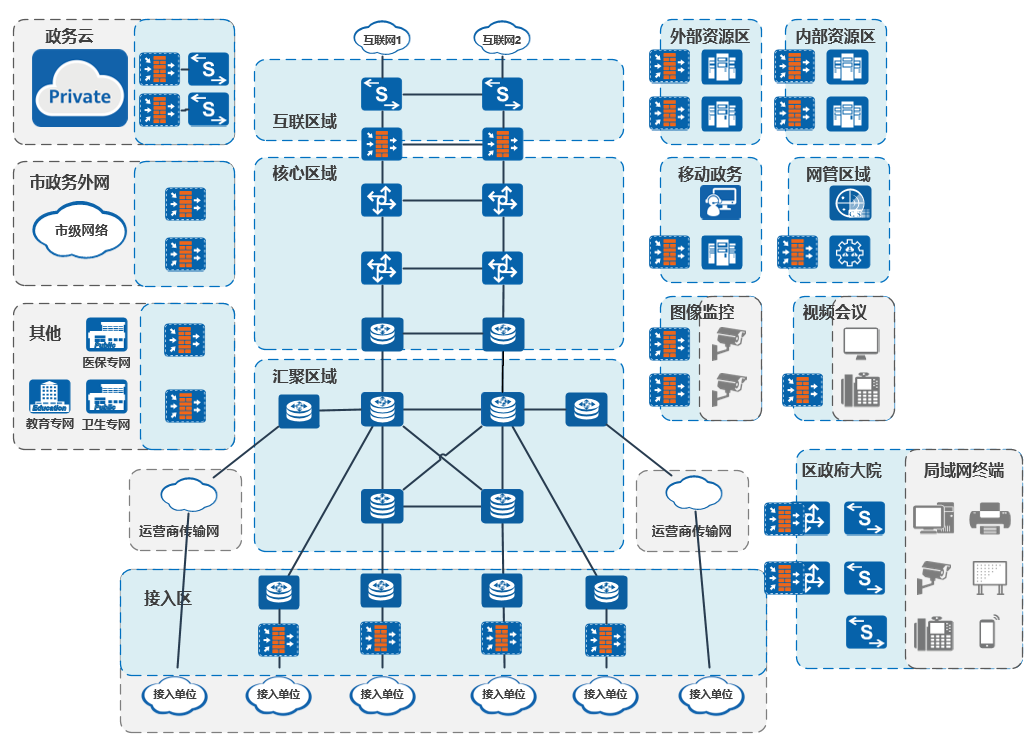 政务云
Private
互联网1
互联网2
互联区域
外部资源区
内部资源区
市政务外网
市级网络
核心区域
移动政务
网管区域
其他
Public
医保专网
Education
教育专网
Public
卫生专网
图像监控
视频会议
汇聚区域
运营商传输网
运营商传输网
区政府大院
局域网终端
S
S
S
S
S
S
S
接入区
接入单位
接入单位
接入单位
接入单位
接入单位
接入单位